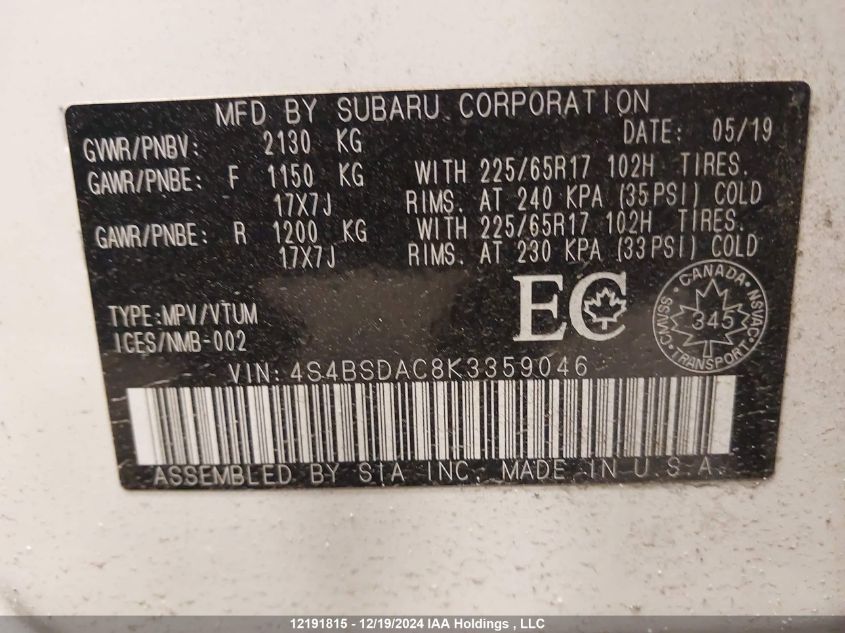 MFD BY SUBARU CORPORATION
GVWR/PNBV: 2130 KG DATE: 05/19
GAWR/PNBE: F 1150 KG WITH 225/65R17 102H TIRES.
17X7J RIMS. AT 240 KPA (35PSI) COLD
GAWR/PNBE: R 1200 KG WITH 225/65R17 102H TIRES.
17X7J RIMS. AT 230 KPA (33PSI) COLD
TYPE:MPV/VTUM
ICES/NMB-002
EC
CANADA
CMVSS 345 NSVAC
TRANSPORT
VIN: 4S4BSDAC8K3359046
ASSEMBLED BY SIA INC. MADE IN U.S.A.
12191815 - 12/19/2024 IAA Holdings , LLC